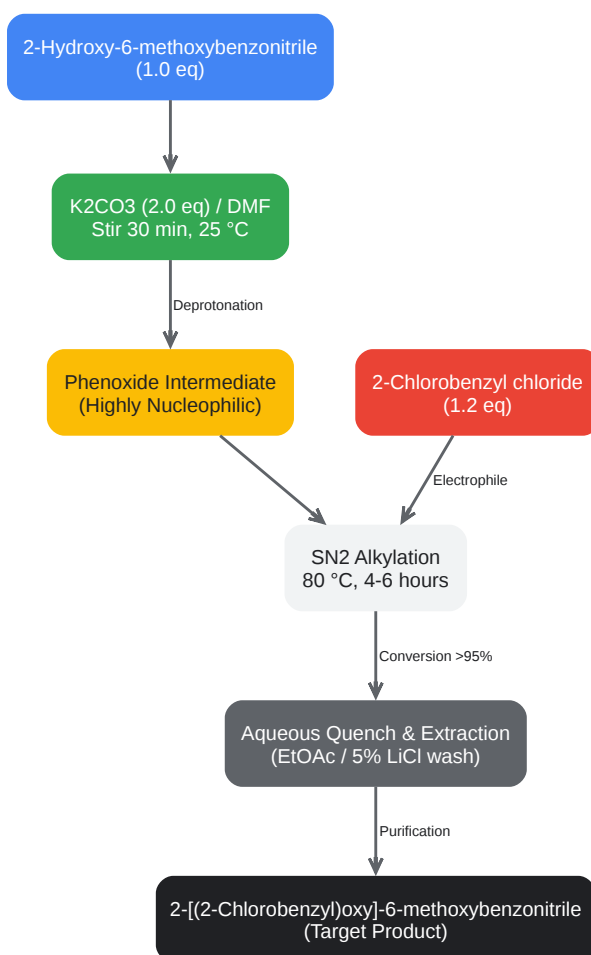 2-Hydroxy-6-methoxybenzonitrile
(1.0 eq)
K2CO3 (2.0 eq) / DMF
Stir 30 min, 25 °C
Deprotonation
Phenoxide Intermediate
(Highly Nucleophilic)
2-Chlorobenzyl chloride
(1.2 eq)
Electrophile
SN2 Alkylation
80 °C, 4-6 hours
Conversion >95%
Aqueous Quench & Extraction
(EtOAc / 5% LiCl wash)
Purification
2-[(2-Chlorobenzyl)oxy]-6-methoxybenzonitrile
(Target Product)